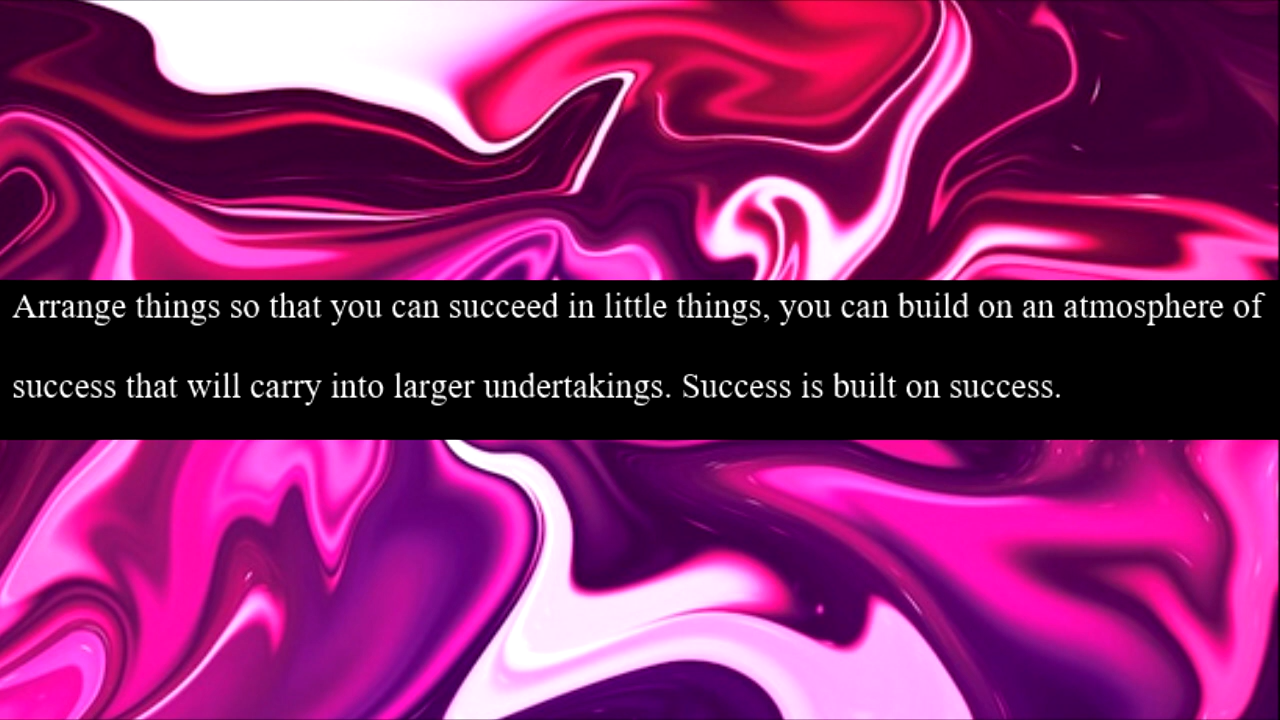 Arrange things so that you can succeed in little things, you can build on an atmosphere of
success that will carry into larger undertakings. Success is built on success.